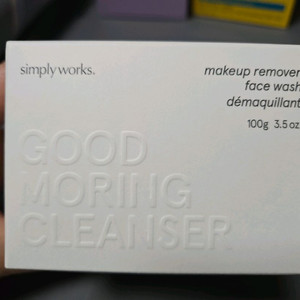 simply works.
makeup remover
face wash
démaquillant
100g 3.5 oz
GOOD
MORING
CLEANSER